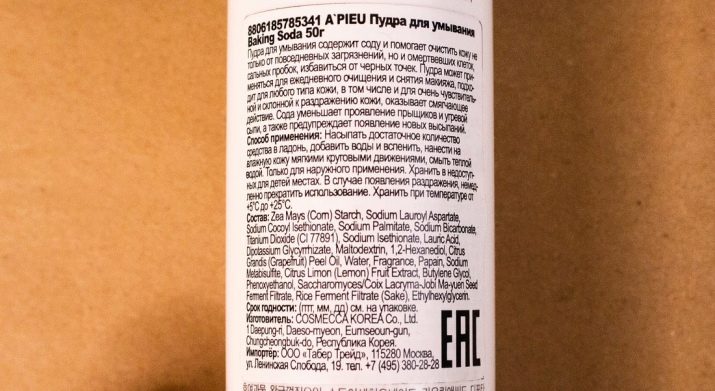 8806185785341 A`PIEU Пудра для умывания
Baking Soda 50г
Пудра для умывания содержит соду и помогает очистить кожу не
только от повседневных загрязнений, но и омертвевших клеток,
сальных пробок, избавиться от черных точек. Пудра может при-
меняться для ежедневного очищения и снятия макияжа, подхо-
дит для любого типа кожи, в том числе и для очень чувствитель-
ной и склонной к раздражению кожи, оказывает смягчающее
действие. Сода уменьшает проявление прыщиков и угревой
сыпи, а также предупреждает появление новых высыпаний.
Способ применения: Насыпать достаточное количество
средства в ладонь, добавить воды и вспенить, нанести на
влажную кожу мягкими круговыми движениями, смыть теплой
водой. Только для наружного применения. Хранить в недоступ-
ных для детей местах. В случае появления раздражения, немед-
ленно прекратить использование. Хранить при температуре от
+5°C до +25°C.
Состав: Zea Mays (Corn) Starch, Sodium Lauroyl Aspartate,
Sodium Cocoyl Isethionate, Sodium Palmitate, Sodium Bicarbonate,
Titanium Dioxide (CI 77891), Sodium Isethionate, Lauric Acid,
Dipotassium Glycyrrhizate, Maltodextrin, 1,2-Hexanediol, Citrus
Grandis (Grapefruit) Peel Oil, Water, Fragrance, Papain, Sodium
Metabisulfite, Citrus Limon (Lemon) Fruit Extract, Butylene Glycol,
Phenoxyethanol, Saccharomyces/Coix Lacryma-Jobi Ma-yuen Seed
Ferment Filtrate, Rice Ferment Filtrate (Sake), Ethylhexylglycerin.
Срок годности: (гггг, мм, дд) см. на упаковке.
Изготовитель: COSMECCA KOREA Co., Ltd.
1 Daepung-ri, Daeso-myeon, Eumseoun-gun,
Chungcheongbuk-do, Республика Корея.
Импортёр: ООО «Табер Трейд», 115280 Москва,
ул. Ленинская Слобода, 19. тел. +7 (495) 380-28-28
EAC